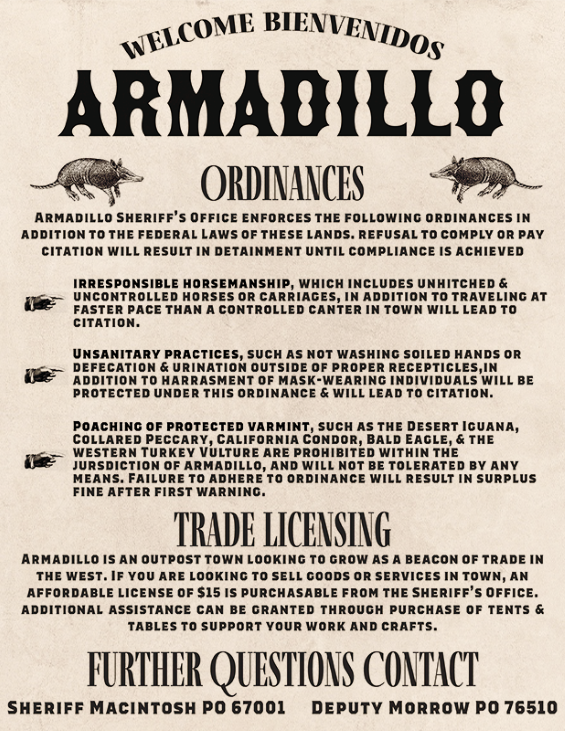 WELCOME BIENVENIDOS
ARMADILLO
ORDINANCES
ARMADILLO SHERIFF'S OFFICE ENFORCES THE FOLLOWING ORDINANCES IN
ADDITION TO THE FEDERAL LAWS OF THESE LANDS. REFUSAL TO COMPLY OR PAY
CITATION WILL RESULT IN DETAINMENT UNTIL COMPLIANCE IS ACHIEVED
IRRESPONSIBLE HORSEMANSHIP, WHICH INCLUDES UNHITCHED &
UNCONTROLLED HORSES OR CARRIAGES, IN ADDITION TO TRAVELING AT
FASTER PACE THAN A CONTROLLED CANTER IN TOWN WILL LEAD TO
CITATION.
UNSANITARY PRACTICES, SUCH AS NOT WASHING SOILED HANDS OR
DEFECATION & URINATION OUTSIDE OF PROPER RECEPTICLES,IN
ADDITION TO HARRASMENT OF MASK-WEARING INDIVIDUALS WILL BE
PROTECTED UNDER THIS ORDINANCE & WILL LEAD TO CITATION.
POACHING OF PROTECTED VARMINT, SUCH AS THE DESERT IGUANA,
COLLARED PECCARY, CALIFORNIA CONDOR, BALD EAGLE, & THE
WESTERN TURKEY VULTURE ARE PROHIBITED WITHIN THE
JURSDICTION OF ARMADILLO, AND WILL NOT BE TOLERATED BY ANY
MEANS. FAILURE TO ADHERE TO ORDINANCE WILL RESULT IN SURPLUS
FINE AFTER FIRST WARNING.
TRADE LICENSING
ARMADILLO IS AN OUTPOST TOWN LOOKING TO GROW AS A BEACON OF TRADE IN
THE WEST. IF YOU ARE LOOKING TO SELL GOODS OR SERVICES IN TOWN, AN
AFFORDABLE LICENSE OF $15 IS PURCHASABLE FROM THE SHERIFF'S OFFICE.
ADDITIONAL ASSISTANCE CAN BE GRANTED THROUGH PURCHASE OF TENTS &
TABLES TO SUPPORT YOUR WORK AND CRAFTS.
FURTHER QUESTIONS CONTACT
SHERIFF MACINTOSH PO 67001 DEPUTY MORROW PO 76510